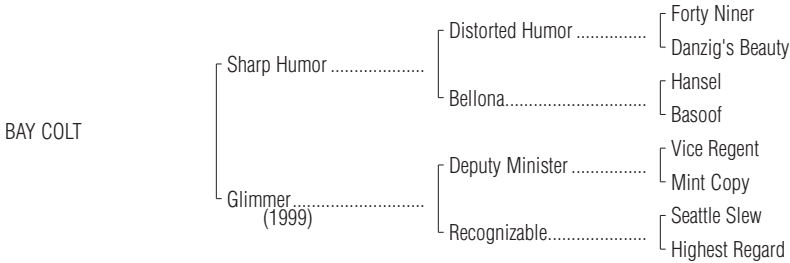 Forty Niner
Distorted Humor ...............
Danzig's Beauty
Sharp Humor ....................
Hansel
Bellona..............................
Basoof
BAY COLT
Vice Regent
Deputy Minister ................
Mint Copy
Glimmer............................
(1999)
Seattle Slew
Recognizable.....................
Highest Regard